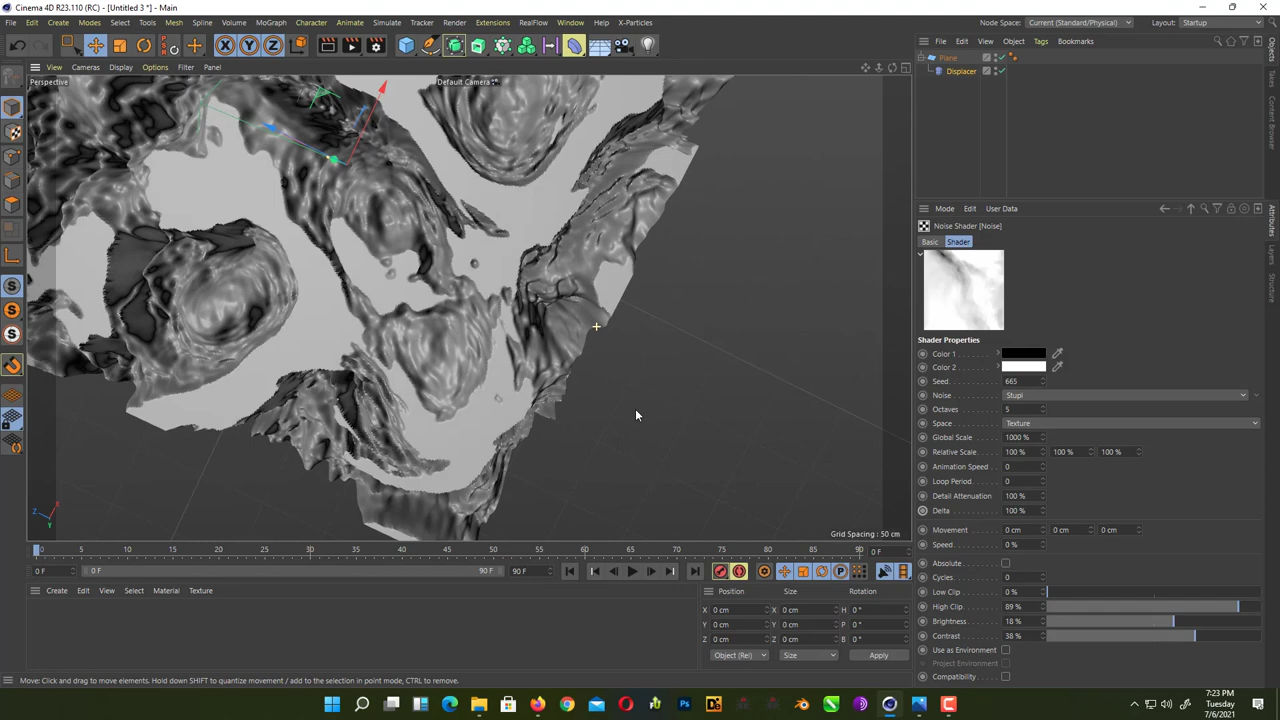 Cinema 4D R23.110 (RC) - [Untitled 3 *] - Main
File Edit Create Modes Select Tools Mesh Spline Volume MoGraph Character Animate Simulate Tracker Render Extensions RealFlow Window Help X-Particles Node Space: Current (Standard/Physical) Layout: Startup
X Y Z
File Edit View Object Tags Bookmarks
View Cameras Display Options Filter Panel
Plane
Displacer
Perspective
Default Camera
Objects
Takes
Content Browser
Mode Edit User Data
Noise Shader [Noise]
Basic Shader
Attributes
Layers
Structure
Shader Properties
Color 1
Color 2
Seed 665
Noise Stupl
Octaves 5
Space Texture
Global Scale 1000 %
Relative Scale 100 % 100 % 100 %
Animation Speed 0
Loop Period 0
Detail Attenuation 100 %
Delta 100 %
Movement 0 cm 0 cm 0 cm
Speed 0 %
Absolute
Cycles 0
Low Clip 0 %
High Clip 89 %
Brightness 18 %
Contrast 38 %
Use as Environment
Project Environment
Compatibility
X
Z
Y
Grid Spacing : 50 cm
0 5 10 15 20 25 30 35 40 45 50 55 60 65 70 75 80 85 90 0 F
0 F 0 F 90 F 90 F
P
Create Edit View Select Material Texture
Position Size Rotation
X 0 cm X 0 cm H 0 °
Y 0 cm Y 0 cm P 0 °
Z 0 cm Z 0 cm B 0 °
Object (Rel) Size Apply
Move: Click and drag to move elements. Hold down SHIFT to quantize movement / add to the selection in point mode, CTRL to remove.
7:23 PM
Tuesday
7/6/2021